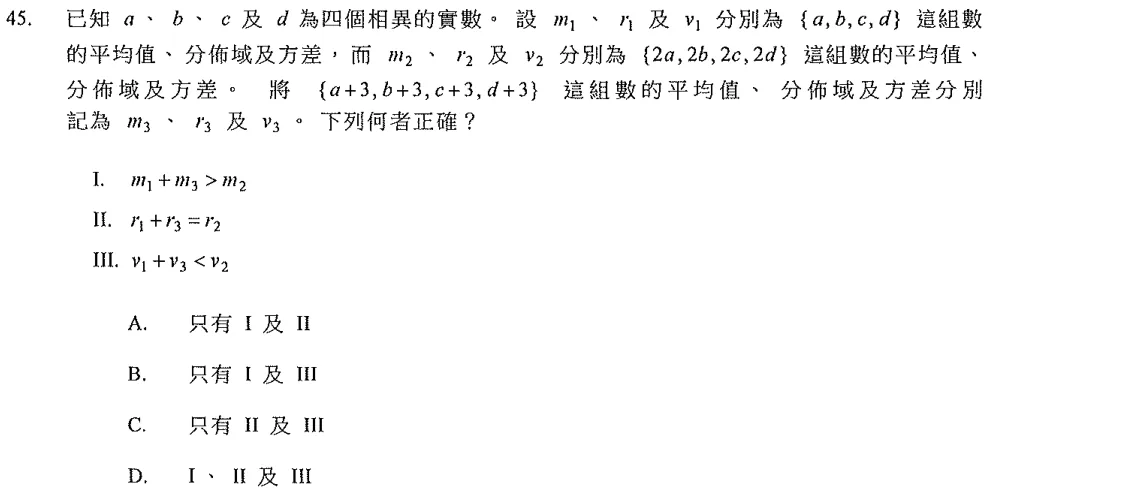 45. 已知 a、b、c 及 d 為四個相異的實數。設 m₁、r₁ 及 v₁ 分別為 {a,b,c,d} 這組數
的平均值、分佈域及方差，而 m₂、r₂ 及 v₂ 分別為 {2a,2b,2c,2d} 這組數的平均值、
分佈域及方差。將 {a+3,b+3,c+3,d+3} 這組數的平均值、分佈域及方差分別
記為 m₃、r₃ 及 v₃。下列何者正確？
I. m₁+m₃>m₂
II. r₁+r₃=r₂
III. v₁+v₃<v₂
A. 只有 I 及 II
B. 只有 I 及 III
C. 只有 II 及 III
D. I、II 及 III